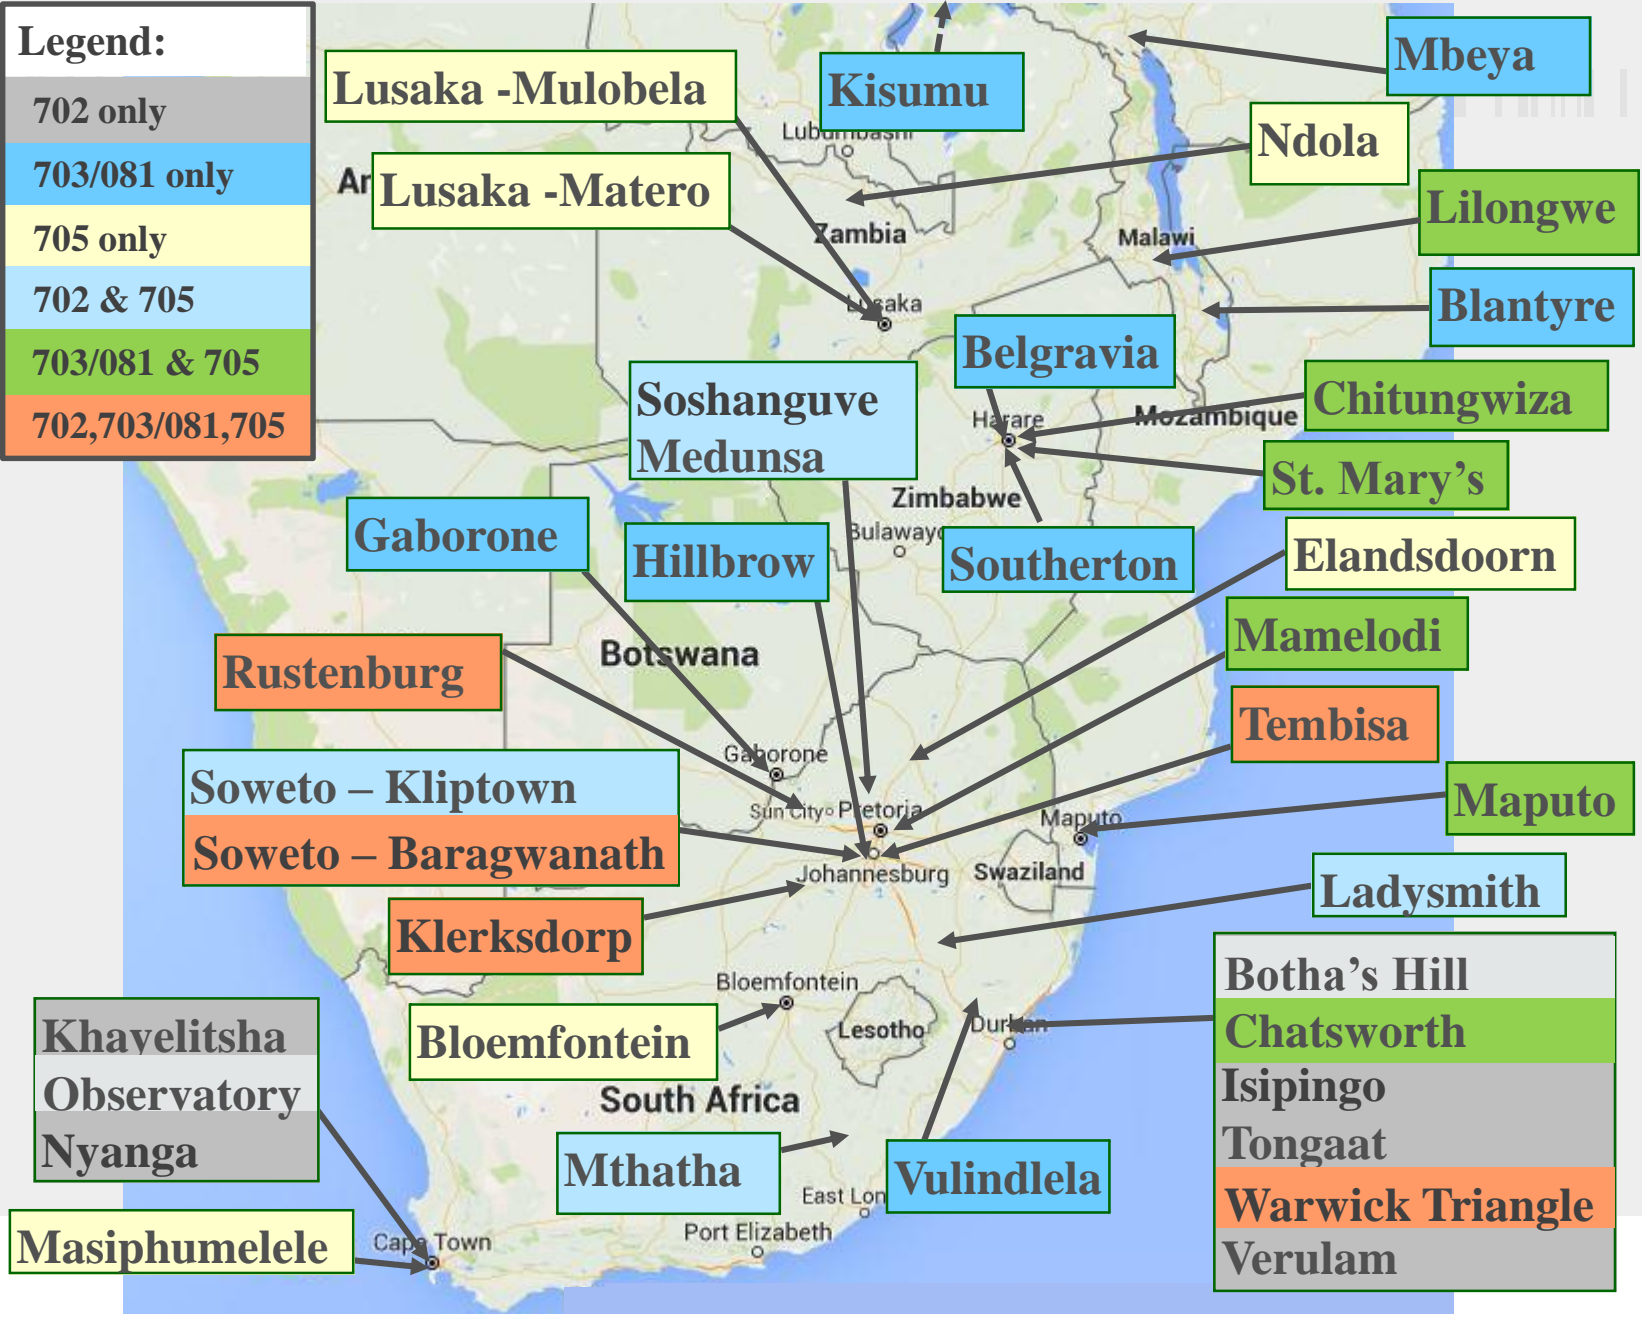 Legend:
702 only
703/081 only
705 only
702 & 705
703/081 & 705
702,703/081,705
Lusaka -Mulobela
Kisumu
Mbeya
Lubumbashi
Ndola
Lusaka -Matero
Zambia
Malawi
Lilongwe
Lusaka
Blantyre
Belgravia
Soshanguve
Medunsa
Harare
Mozambique
Chitungwiza
St. Mary's
Zimbabwe
Gaborone
Hillbrow
Bulawayo
Southerton
Elandsdoorn
Mamelodi
Botswana
Rustenburg
Tembisa
Gaborone
Soweto – Kliptown
Sun City
Pretoria
Maputo
Maputo
Soweto – Baragwanath
Johannesburg
Swaziland
Ladysmith
Klerksdorp
Botha's Hill
Bloemfontein
Khayelitsha
Bloemfontein
Lesotho
Durban
Chatsworth
Isipingo
Observatory
South Africa
Tongaat
Nyanga
Mthatha
Vulindlela
East Lon
Warwick Triangle
Masiphumelele
Cape Town
Port Elizabeth
Verulam